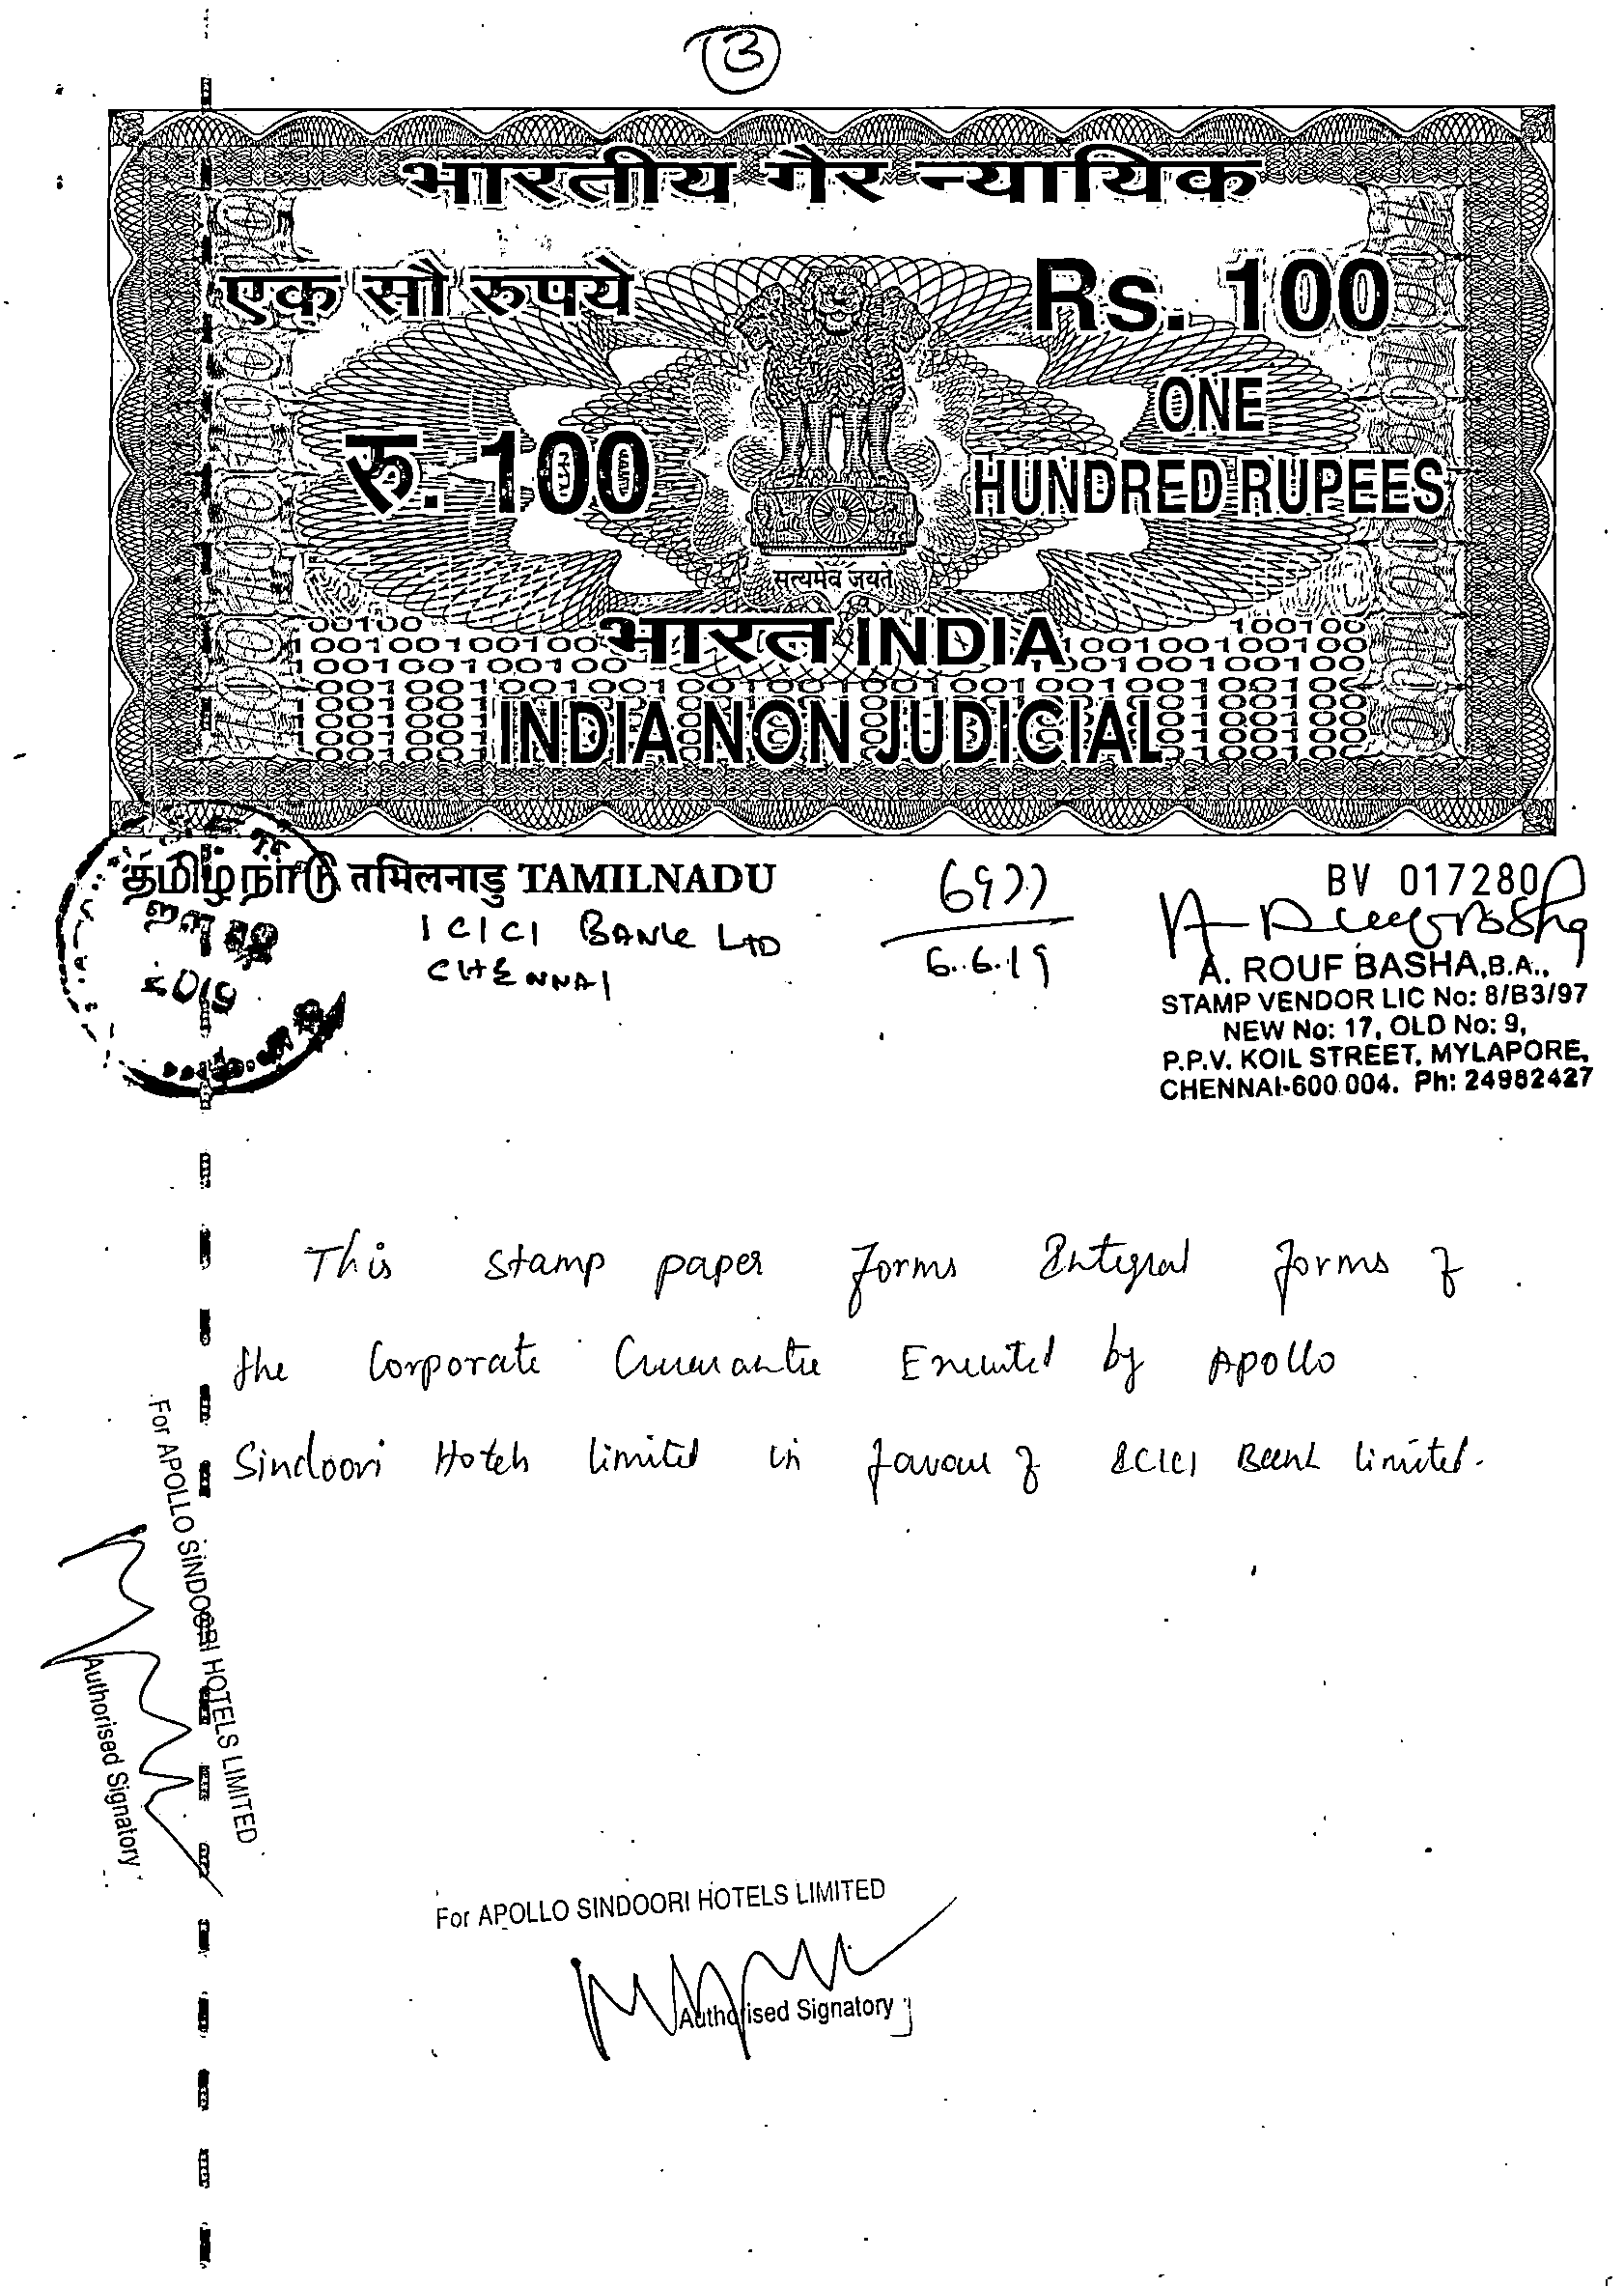 3
भारतीय गैर न्यायिक
एक सौ रुपये
Rs. 100
रु. 100
ONE
HUNDRED RUPEES
सत्यमेव जयते
भारत INDIA
INDIA NON JUDICIAL
தமிழ்நாடு तमिलनाडु TAMILNADU
BV 017280
ICICI BANK LTD
CHENNAI
6.6.19
2019
A. ROUF BASHA, B.A.,
STAMP VENDOR LIC No: 8/B3/97
NEW No: 17, OLD No: 9,
P.P.V. KOIL STREET, MYLAPORE,
CHENNAI-600 004. Ph: 24982427
This stamp paper forms Integral forms of
the Corporate Guarantee Executed by Apollo
Sindoori Hotels limited in favour of ICICI Bank limited.
For APOLLO SINDOORI HOTELS LIMITED
Authorised Signatory
For APOLLO SINDOORI HOTELS LIMITED
Authorised Signatory